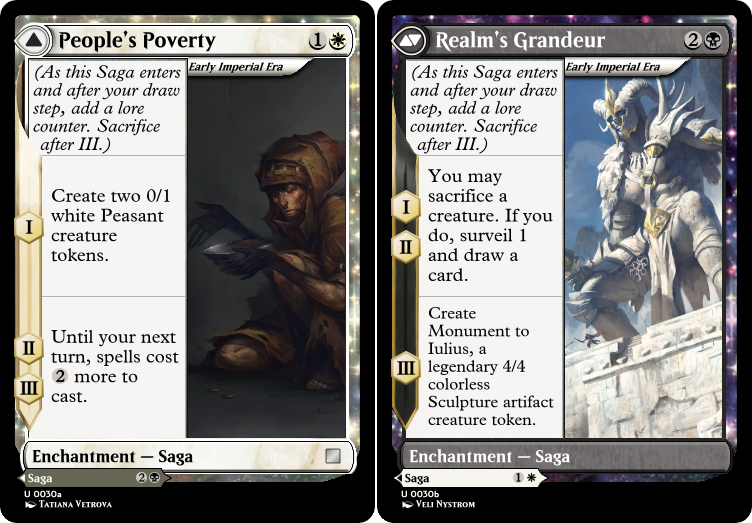 People's Poverty 1
Early Imperial Era
(As this Saga enters
and after your draw
step, add a lore
counter. Sacrifice
after III.)
I
Create two 0/1
white Peasant
creature
tokens.
II
III
Until your next
turn, spells cost
2 more to
cast.
Enchantment — Saga
Saga 2
U 0030a
Tatiana Vetrova
Realm's Grandeur 2
Early Imperial Era
(As this Saga enters
and after your draw
step, add a lore
counter. Sacrifice
after III.)
I
II
You may
sacrifice a
creature. If you
do, surveil 1
and draw a
card.
III
Create
Monument to
Iulius, a
legendary 4/4
colorless
Sculpture artifact
creature token.
Enchantment — Saga
Saga 1
U 0030b
Veli Nystrom